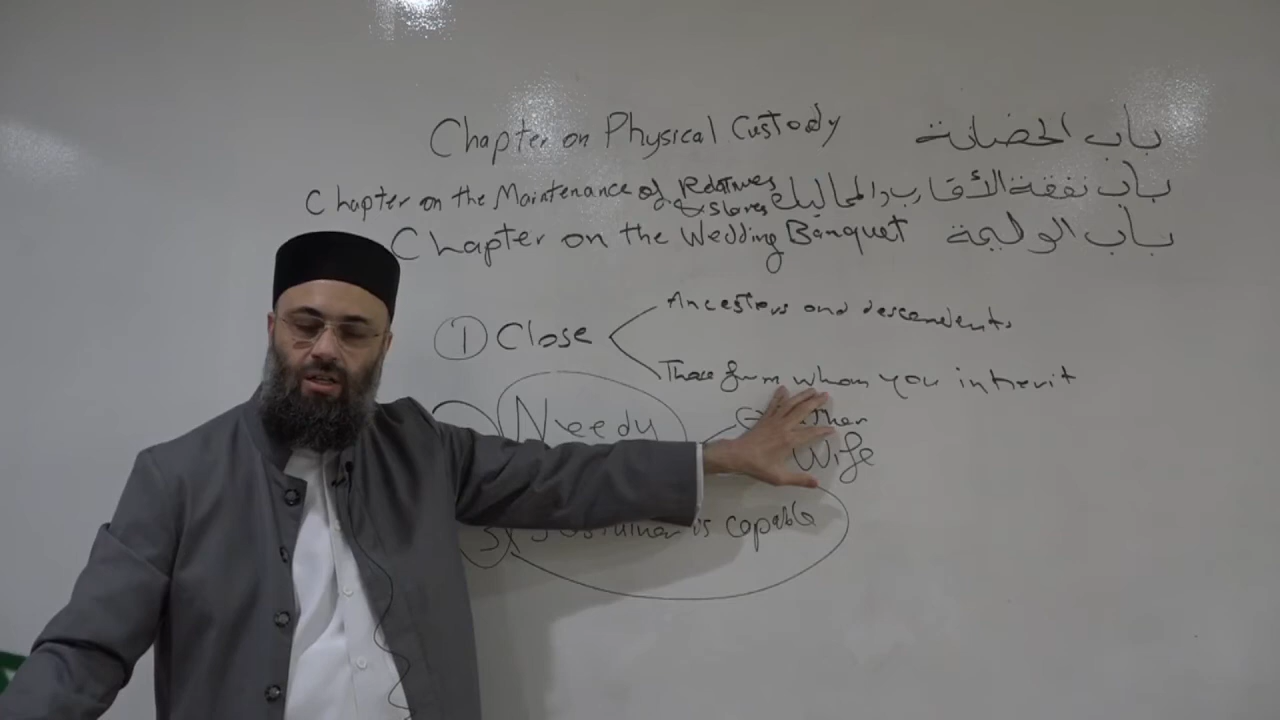 Chapter on Physical Custody باب الحضانة
Chapter on the Maintenance of Relatives & Slaves باب نفقة الأقارب والمماليك
Chapter on the Wedding Banquet باب الوليمة
① Close
Ancestors and descendents
Those from whom you inherit
Needy
Wife
is capable